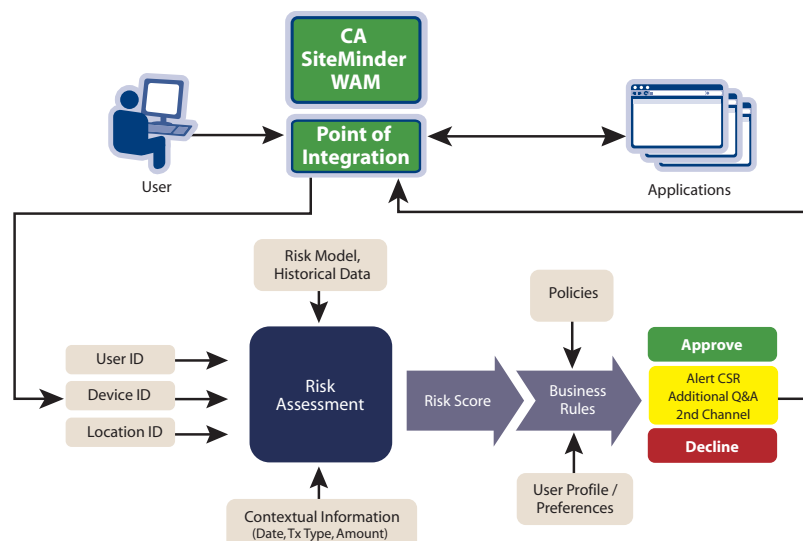 CA
SiteMinder
WAM
Point of
Integration
User
Applications
Risk Model,
Historical Data
Policies
User ID
Device ID
Location ID
Risk
Assessment
Risk Score
Business
Rules
Approve
Alert CSR
Additional Q&A
2nd Channel
Decline
Contextual Information
(Date, Tx Type, Amount)
User Profile /
Preferences